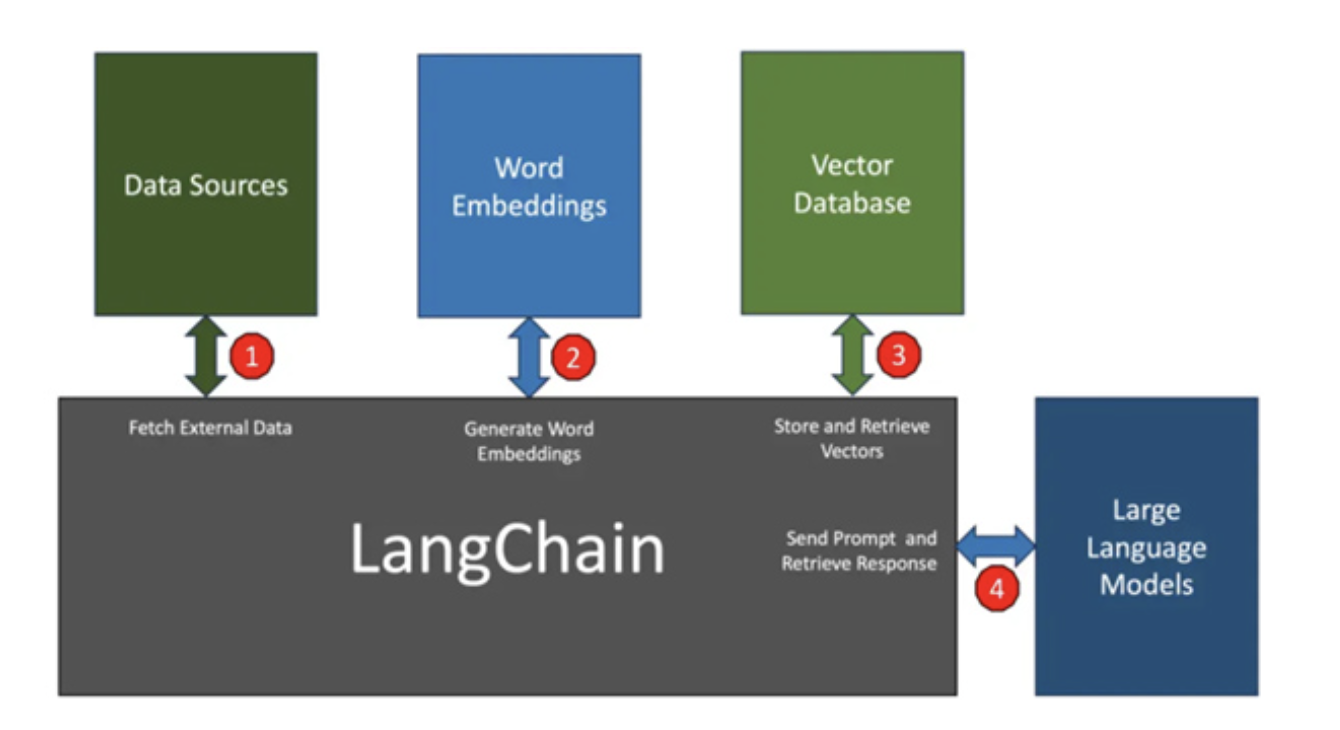 Data Sources
Word
Embeddings
Vector
Database
1
2
3
Fetch External Data
Generate Word
Embeddings
Store and Retrieve
Vectors
LangChain
Send Prompt and
Retrieve Response
4
Large
Language
Models